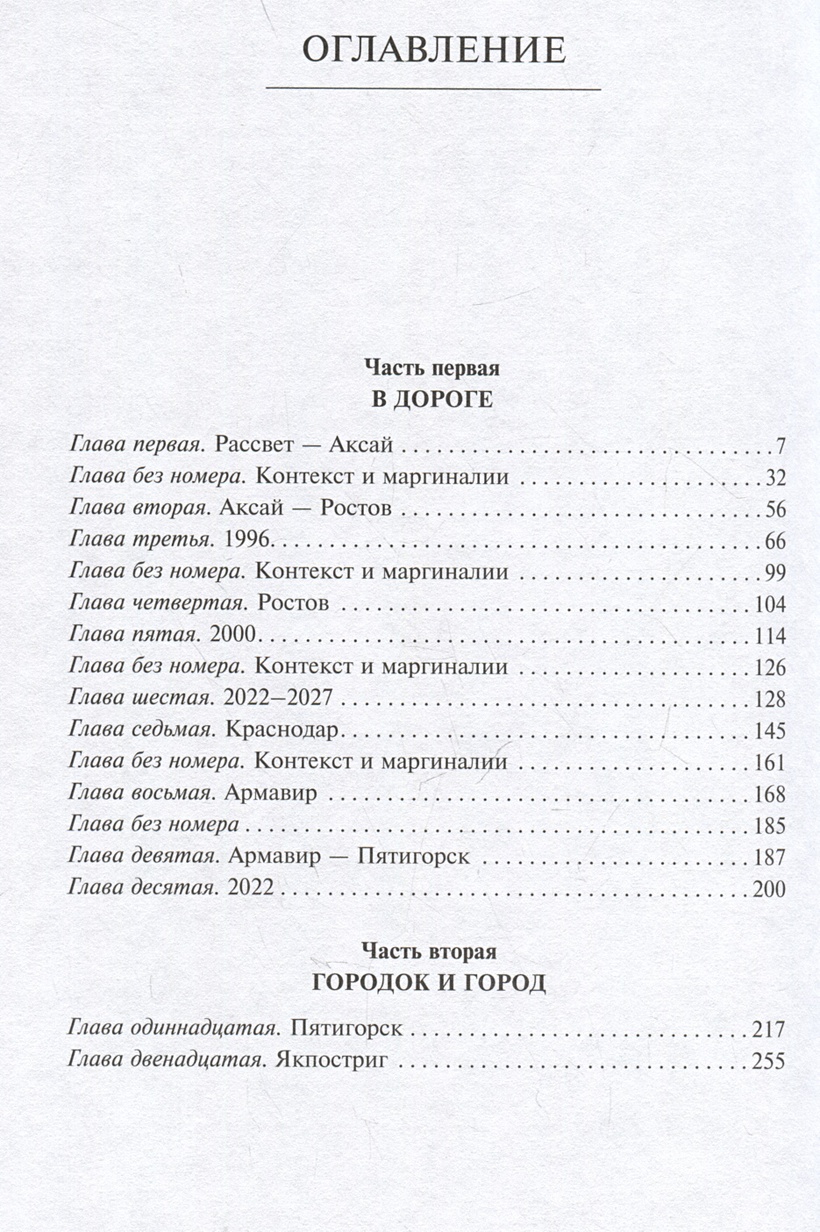 ОГЛАВЛЕНИЕ
Часть первая
В ДОРОГЕ
Глава первая. Рассвет — Аксай . . . . . . . . . . . . . . . . . . . . . . . . . . . . . . . . 7
Глава без номера. Контекст и маргиналии . . . . . . . . . . . . . . . . . . . . . 32
Глава вторая. Аксай — Ростов . . . . . . . . . . . . . . . . . . . . . . . . . . . . . . . 56
Глава третья. 1996. . . . . . . . . . . . . . . . . . . . . . . . . . . . . . . . . . . . . . . . . . 66
Глава без номера. Контекст и маргиналии . . . . . . . . . . . . . . . . . . . . . 99
Глава четвертая. Ростов . . . . . . . . . . . . . . . . . . . . . . . . . . . . . . . . . . . 104
Глава пятая. 2000. . . . . . . . . . . . . . . . . . . . . . . . . . . . . . . . . . . . . . . . . . 114
Глава без номера. Контекст и маргиналии . . . . . . . . . . . . . . . . . . . . 126
Глава шестая. 2022–2027 . . . . . . . . . . . . . . . . . . . . . . . . . . . . . . . . . . . 128
Глава седьмая. Краснодар. . . . . . . . . . . . . . . . . . . . . . . . . . . . . . . . . . . 145
Глава без номера. Контекст и маргиналии . . . . . . . . . . . . . . . . . . . . 161
Глава восьмая. Армавир . . . . . . . . . . . . . . . . . . . . . . . . . . . . . . . . . . . . 168
Глава без номера . . . . . . . . . . . . . . . . . . . . . . . . . . . . . . . . . . . . . . . . . . . 185
Глава девятая. Армавир — Пятигорск . . . . . . . . . . . . . . . . . . . . . . . 187
Глава десятая. 2022 . . . . . . . . . . . . . . . . . . . . . . . . . . . . . . . . . . . . . . . . 200
Часть вторая
ГОРОДОК И ГОРОД
Глава одиннадцатая. Пятигорск . . . . . . . . . . . . . . . . . . . . . . . . . . . . . 217
Глава двенадцатая. Якпостриг . . . . . . . . . . . . . . . . . . . . . . . . . . . . . . 255